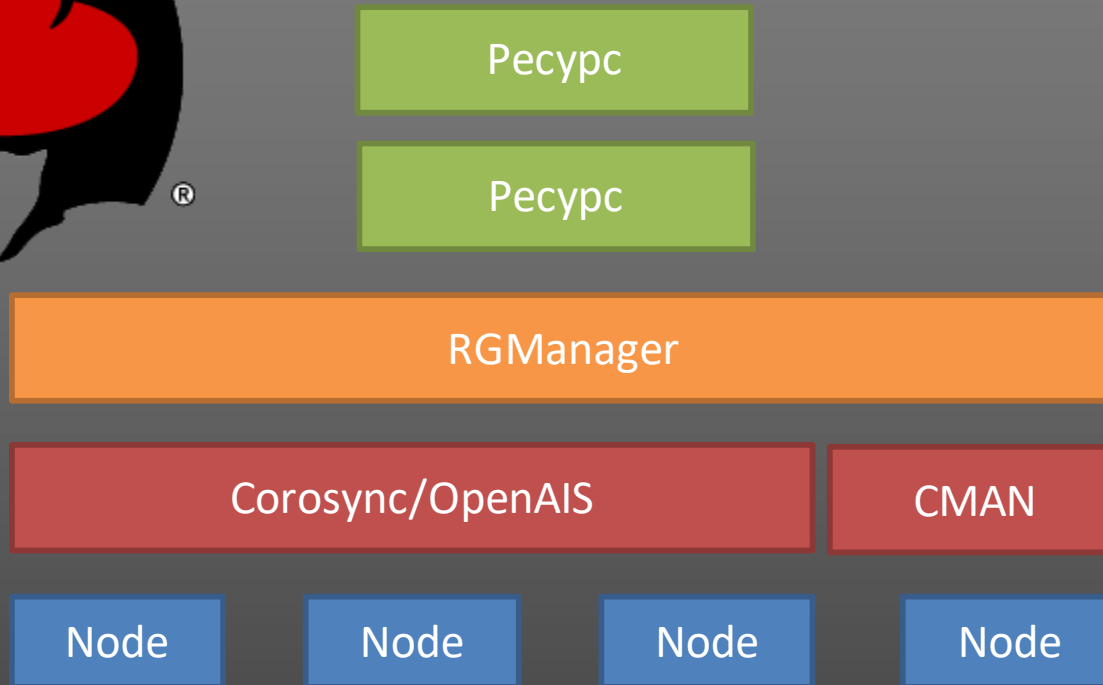 Ресурс
Ресурс
®
RGManager
Corosync/OpenAIS CMAN
Node Node Node Node